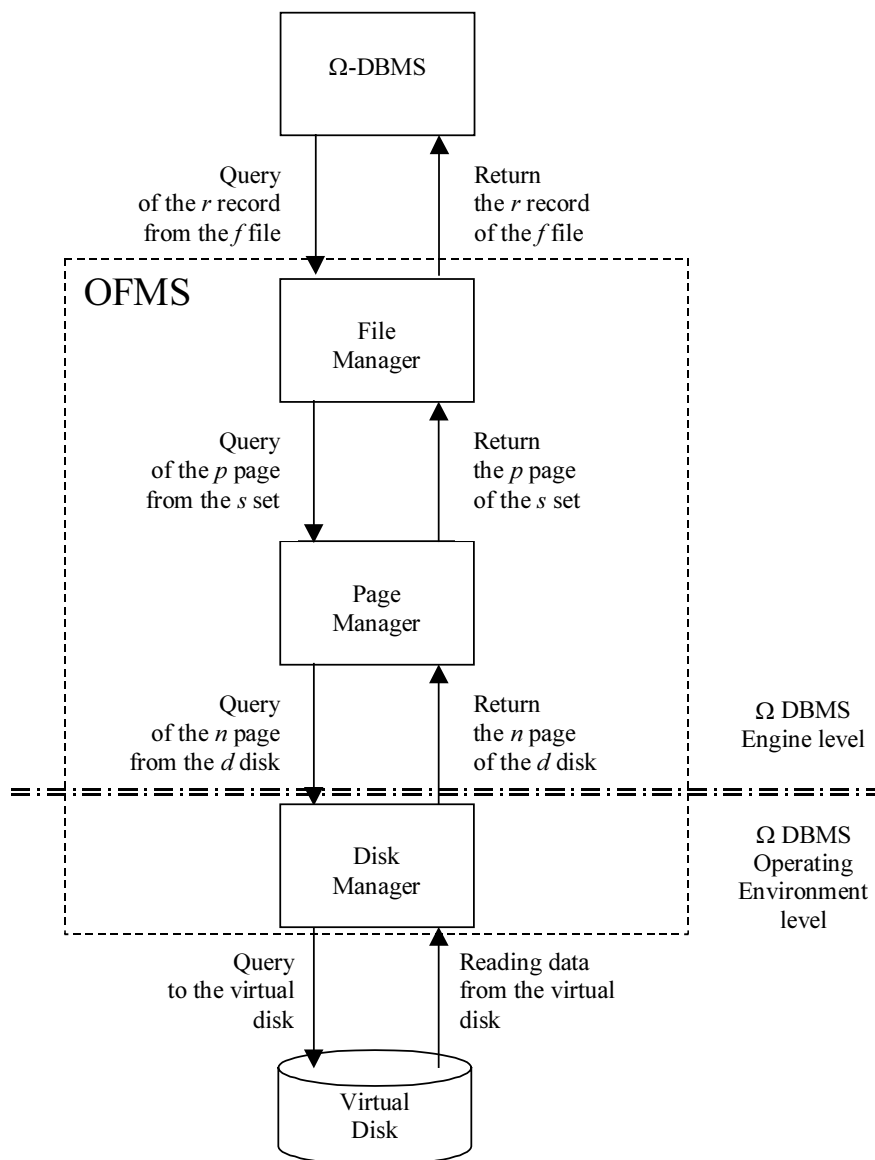 Ω-DBMS
Query
of the r record
from the f file
Return
the r record
of the f file
OFMS
File
Manager
Query
of the p page
from the s set
Return
the p page
of the s set
Page
Manager
Query
of the n page
from the d disk
Return
the n page
of the d disk
Ω DBMS
Engine level
Disk
Manager
Ω DBMS
Operating
Environment
level
Query
to the virtual
disk
Reading data
from the virtual
disk
Virtual
Disk